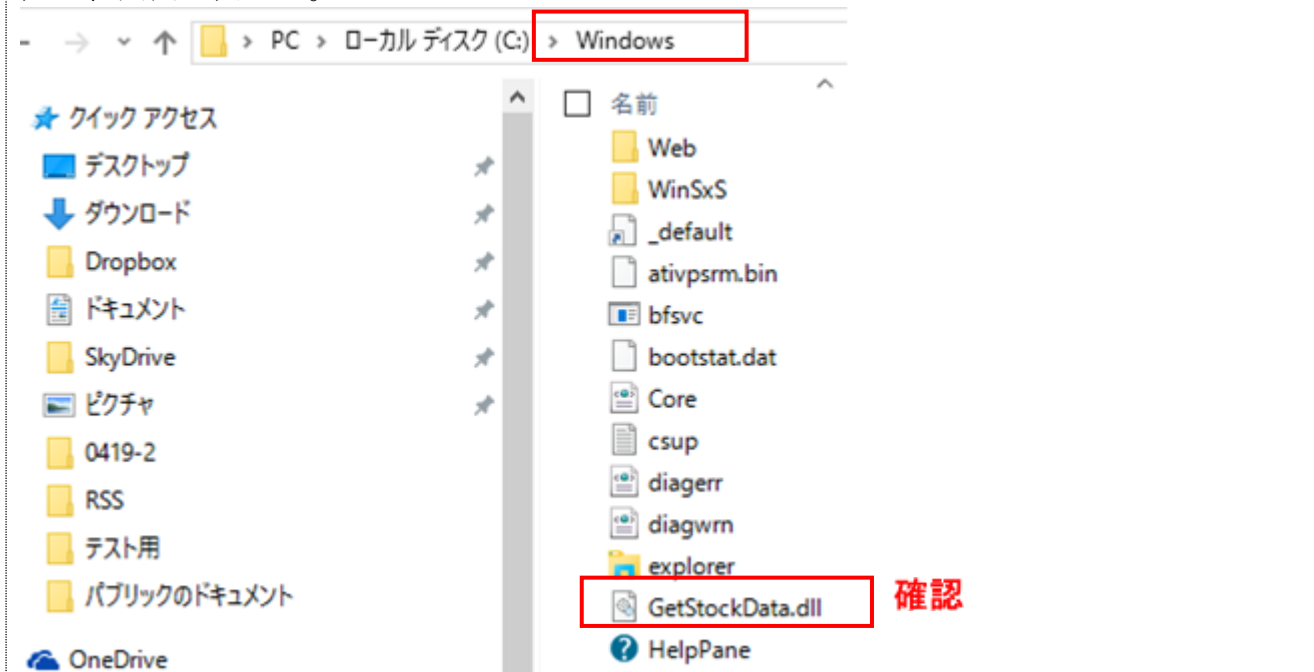 PC › ローカル ディスク (C:) › Windows
クイック アクセス
デスクトップ
ダウンロード
Dropbox
ドキュメント
SkyDrive
ピクチャ
0419-2
RSS
テスト用
パブリックのドキュメント
OneDrive
名前
Web
WinSxS
_default
ativpsrm.bin
bfsvc
bootstat.dat
Core
csup
diagerr
diagwrn
explorer
GetStockData.dll
確認
HelpPane